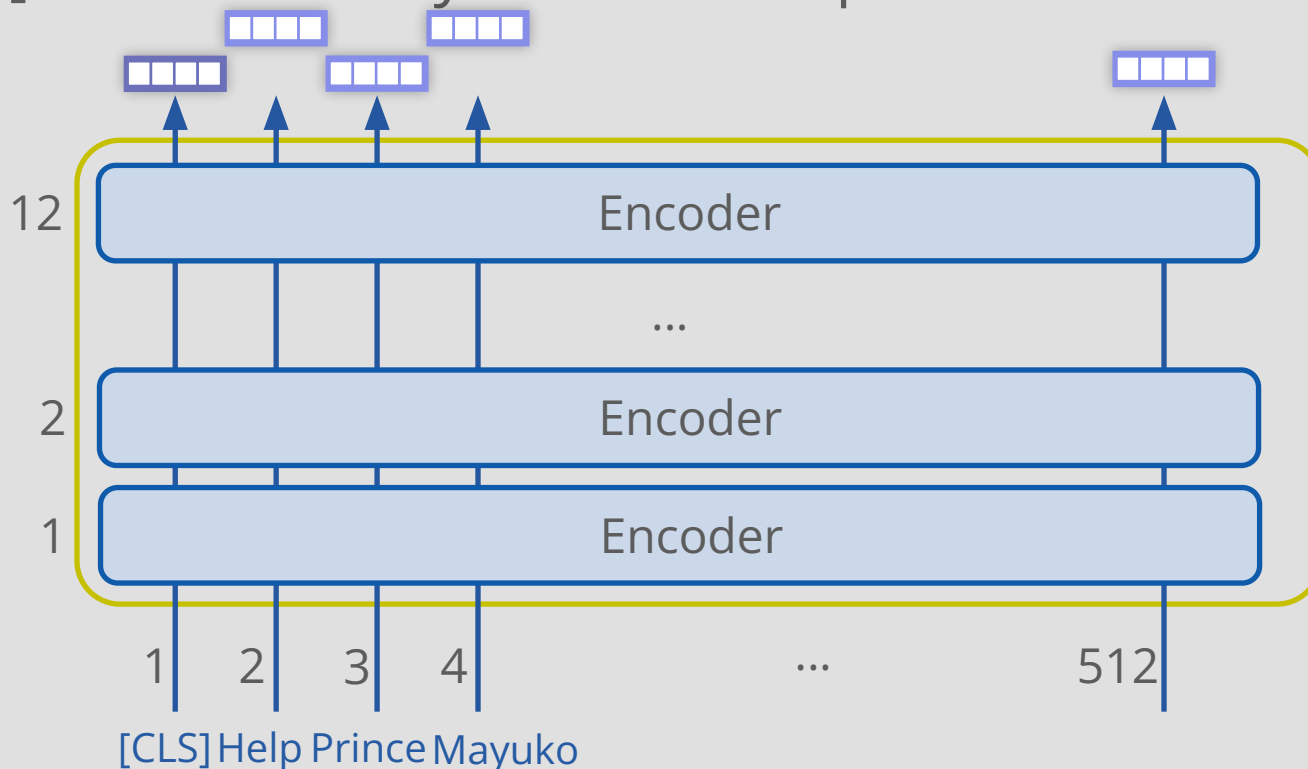 12 Encoder
...
2 Encoder
1 Encoder
1 2 3 4 ... 512
[CLS] Help Prince Mayuko